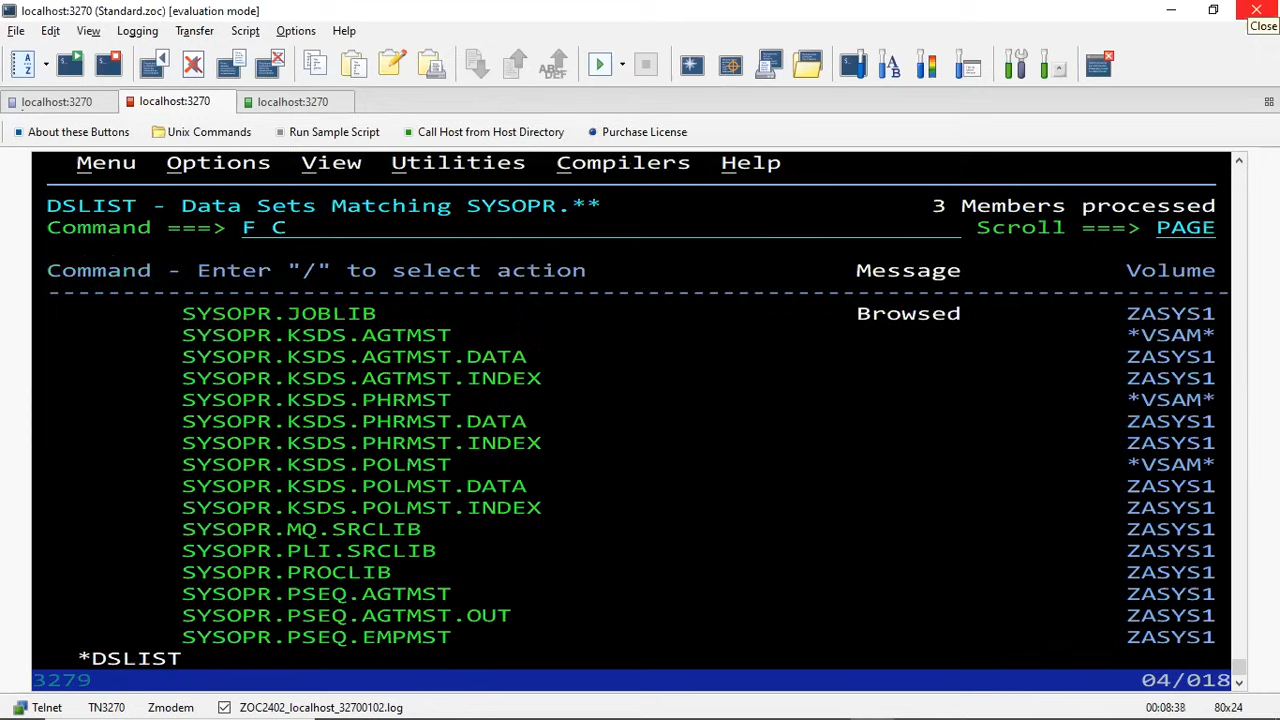 localhost:3270 (Standard.zoc) [evaluation mode]
Close
File Edit View Logging Transfer Script Options Help
localhost:3270 localhost:3270 localhost:3270
About these Buttons Unix Commands Run Sample Script Call Host from Host Directory Purchase License
Menu Options View Utilities Compilers Help
DSLIST - Data Sets Matching SYSOPR.** 3 Members processed
Command ===> F C Scroll ===> PAGE
Command - Enter "/" to select action Message Volume
SYSOPR.JOBLIB Browsed ZASYS1
SYSOPR.KSDS.AGTMST *VSAM*
SYSOPR.KSDS.AGTMST.DATA ZASYS1
SYSOPR.KSDS.AGTMST.INDEX ZASYS1
SYSOPR.KSDS.PHRMST *VSAM*
SYSOPR.KSDS.PHRMST.DATA ZASYS1
SYSOPR.KSDS.PHRMST.INDEX ZASYS1
SYSOPR.KSDS.POLMST *VSAM*
SYSOPR.KSDS.POLMST.DATA ZASYS1
SYSOPR.KSDS.POLMST.INDEX ZASYS1
SYSOPR.MQ.SRCLIB ZASYS1
SYSOPR.PLI.SRCLIB ZASYS1
SYSOPR.PROCLIB ZASYS1
SYSOPR.PSEQ.AGTMST ZASYS1
SYSOPR.PSEQ.AGTMST.OUT ZASYS1
SYSOPR.PSEQ.EMPMST ZASYS1
*DSLIST
3279 04/018
Telnet TN3270 Zmodem ZOC2402_localhost_32700102.log 00:08:38 80x24